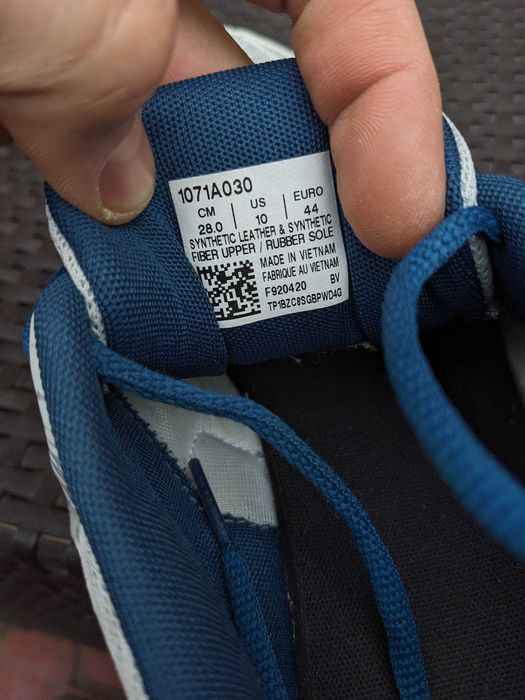 1071A030
CM | US | EURO
28.0 | 10 | 44
SYNTHETIC LEATHER & SYNTHETIC
FIBER UPPER / RUBBER SOLE
MADE IN VIETNAM
FABRIQUE AU VIETNAM
F920420 BV
TP1BZC8SGBPWD4G